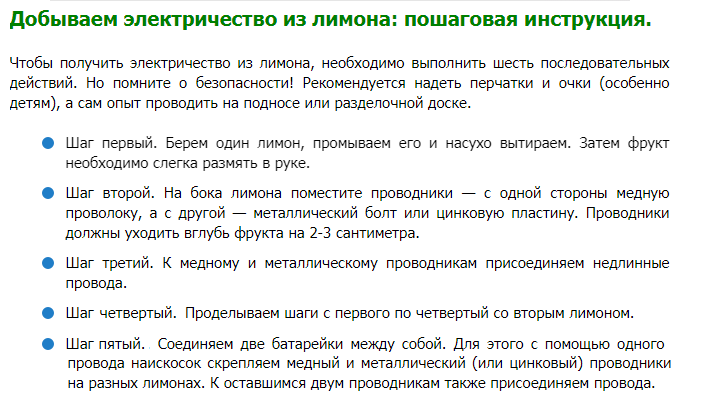 Добываем электричество из лимона: пошаговая инструкция.
Чтобы получить электричество из лимона, необходимо выполнить шесть последовательных
действий. Но помните о безопасности! Рекомендуется надеть перчатки и очки (особенно
детям), а сам опыт проводить на подносе или разделочной доске.
Шаг первый. Берем один лимон, промываем его и насухо вытираем. Затем фрукт
необходимо слегка размять в руке.
Шаг второй. На бока лимона поместите проводники — с одной стороны медную
проволоку, а с другой — металлический болт или цинковую пластину. Проводники
должны уходить вглубь фрукта на 2-3 сантиметра.
Шаг третий. К медному и металлическому проводникам присоединяем недлинные
провода.
Шаг четвертый. Проделываем шаги с первого по четвертый со вторым лимоном.
Шаг пятый. Соединяем две батарейки между собой. Для этого с помощью одного
провода наискосок скрепляем медный и металлический (или цинковый) проводники
на разных лимонах. К оставшимся двум проводникам также присоединяем провода.